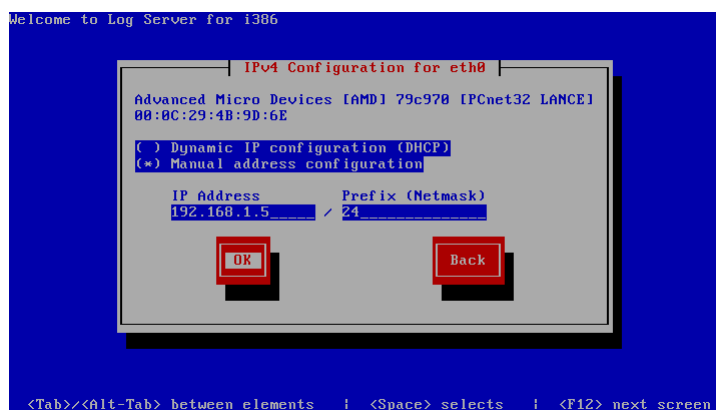 Welcome to Log Server for i386
IPv4 Configuration for eth0
Advanced Micro Devices [AMD] 79c970 [PCnet32 LANCE]
00:0C:29:4B:9D:6E
( ) Dynamic IP configuration (DHCP)
(*) Manual address configuration
IP Address Prefix (Netmask)
192.168.1.5_____ / 24______________
OK Back
<Tab>/<Alt-Tab> between elements | <Space> selects | <F12> next screen